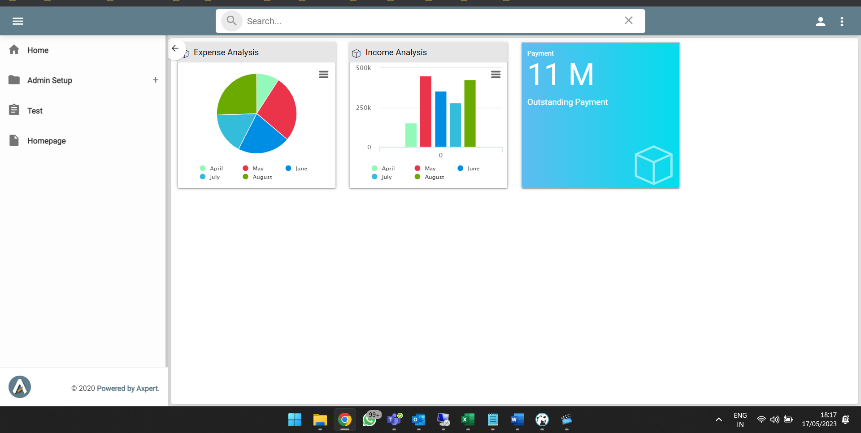 Search...
Home
Admin Setup +
Test
Homepage
Expense Analysis
April May June
July August
Income Analysis
500k
250k
0
0
April May June
July August
Payment
11 M
Outstanding Payment
© 2020 Powered by Axpert.
99+
ENG
IN
18:17
17/05/2023